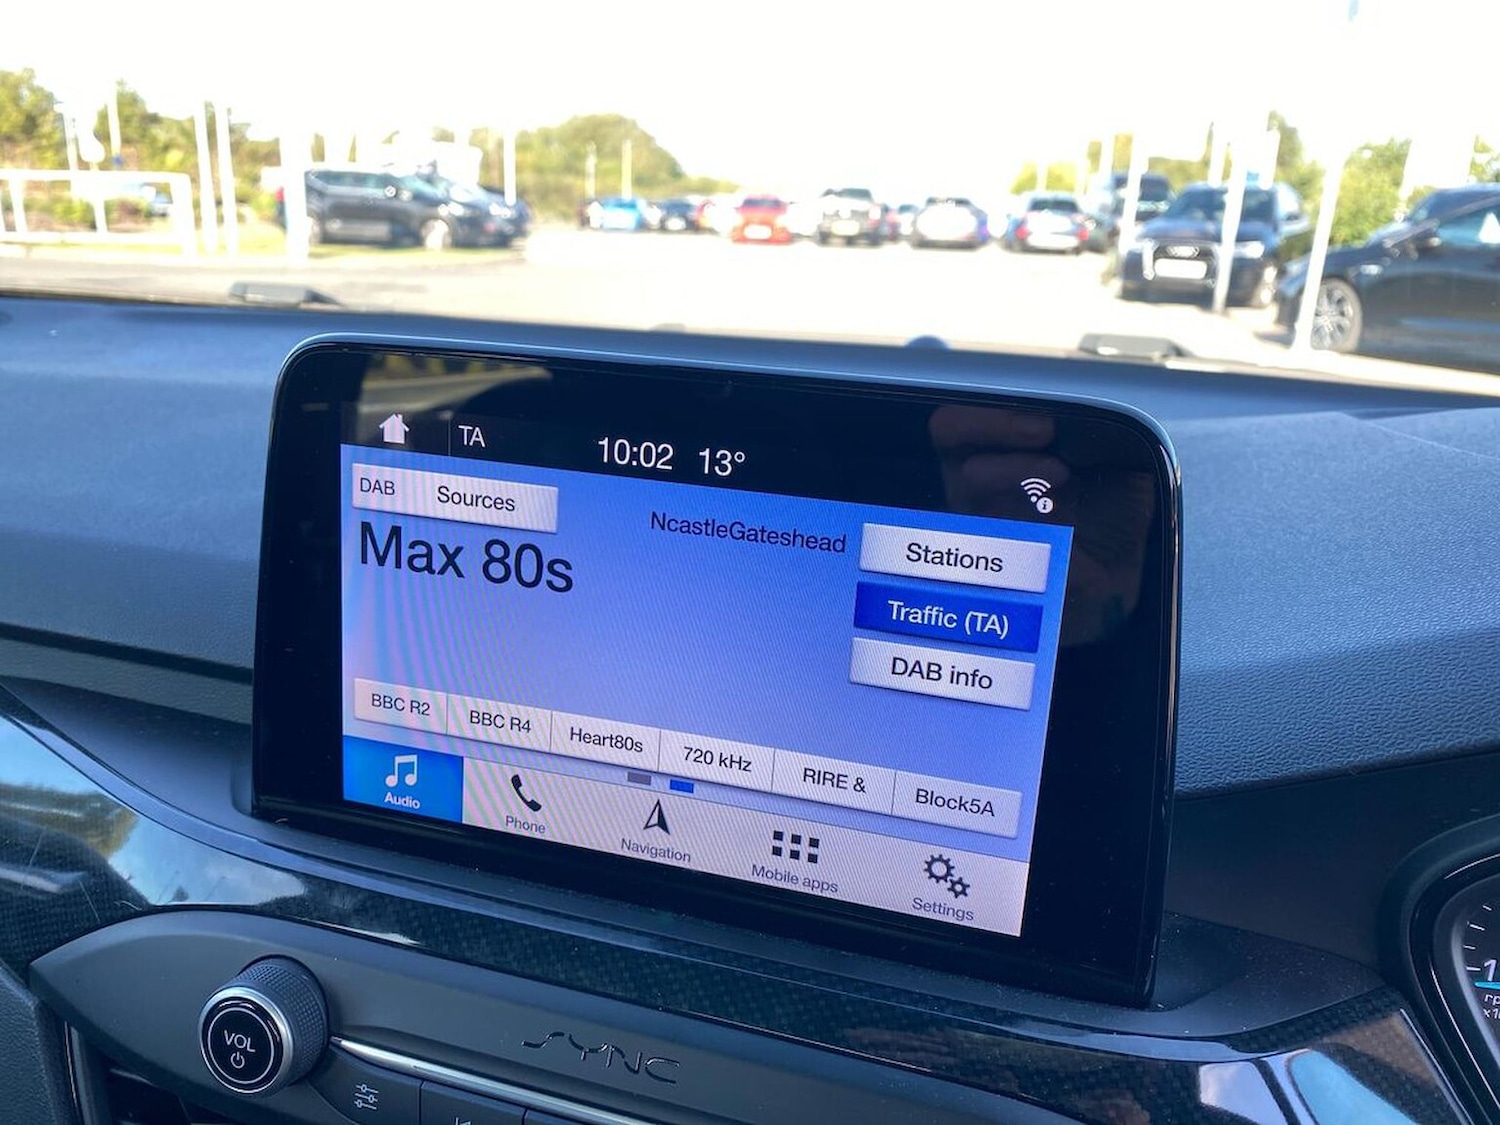 TA
10:02 13°
DAB Sources
NcastleGateshead
Stations
Max 80s
Traffic (TA)
DAB info
BBC R2
BBC R4
Heart80s
720 kHz
RIRE &
Block5A
Audio
Phone
Navigation
Mobile apps
Settings
VOL
SYNC